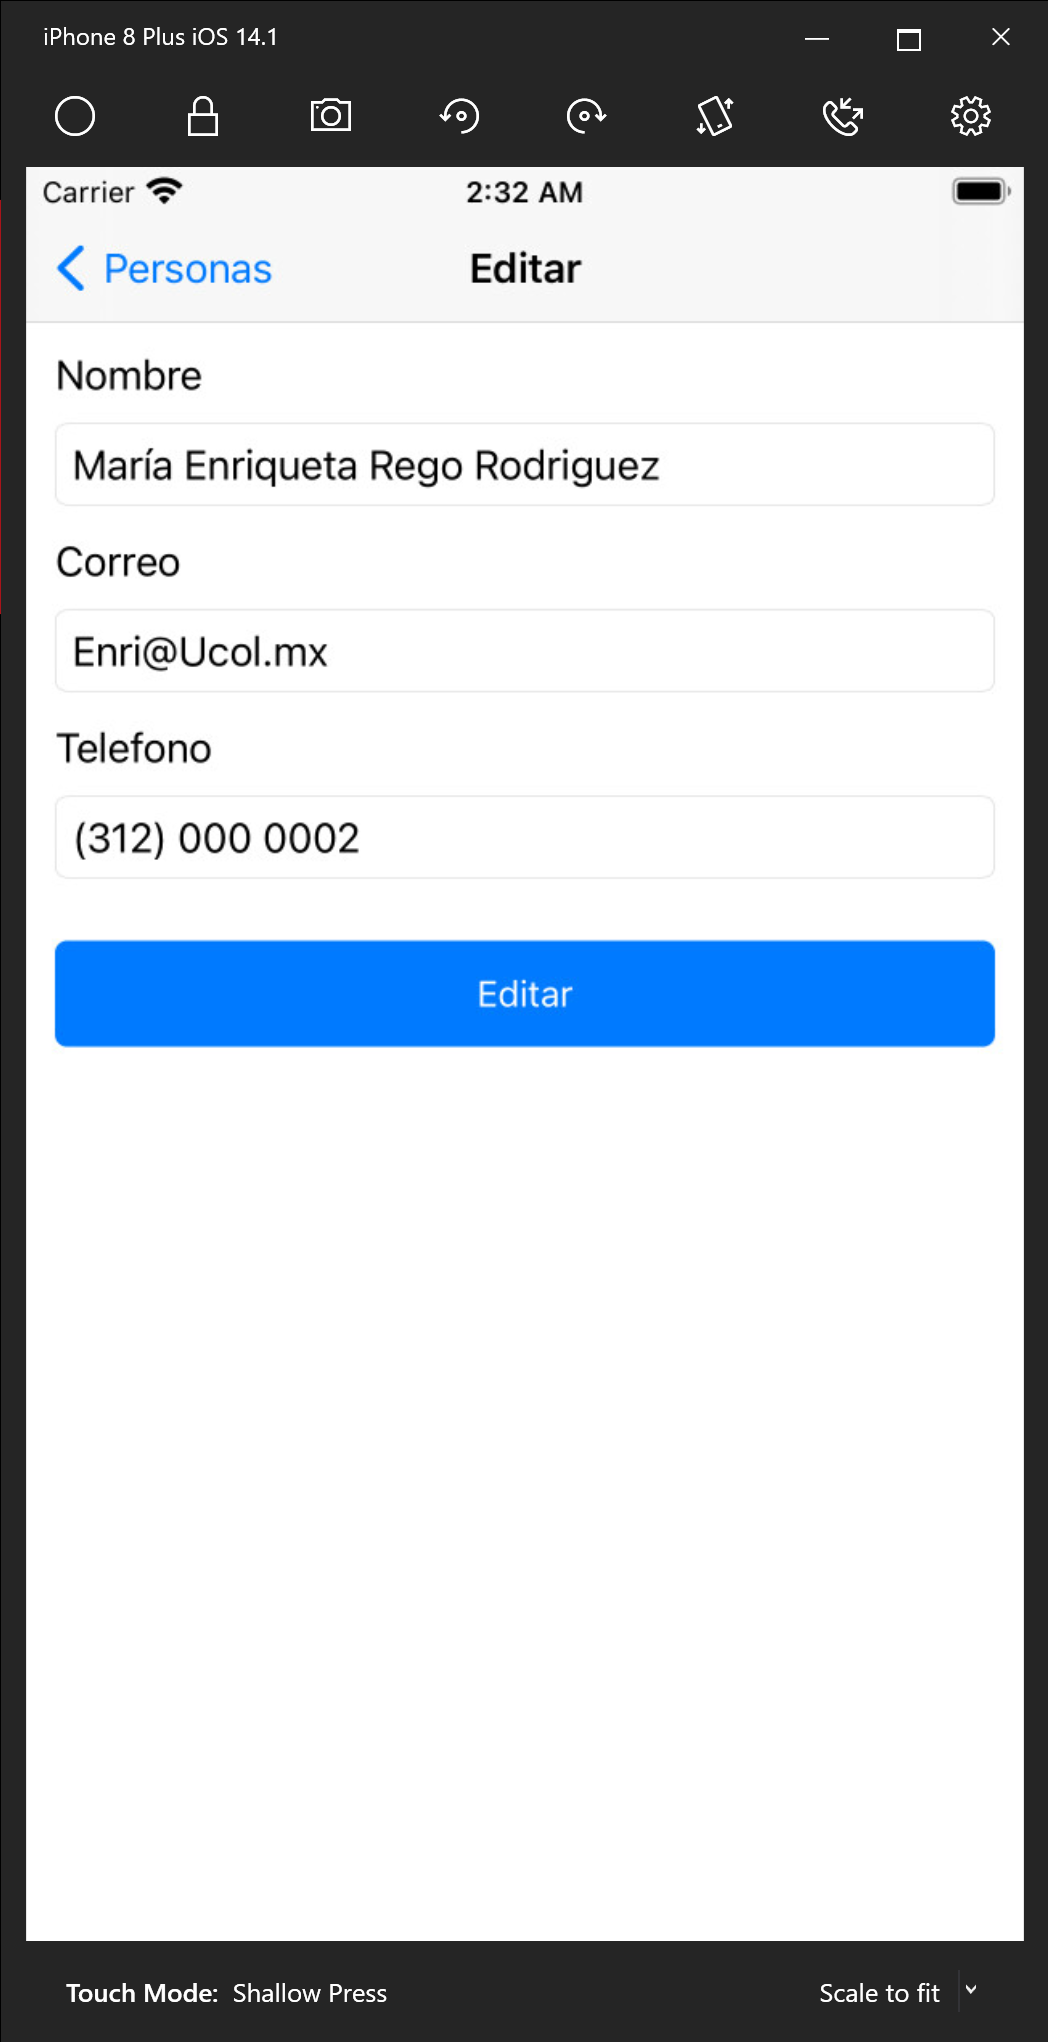 iPhone 8 Plus iOS 14.1
Carrier 2:32 AM
Personas Editar
Nombre
María Enriqueta Rego Rodriguez
Correo
Enri@Ucol.mx
Telefono
(312) 000 0002
Editar
Touch Mode: Shallow Press Scale to fit